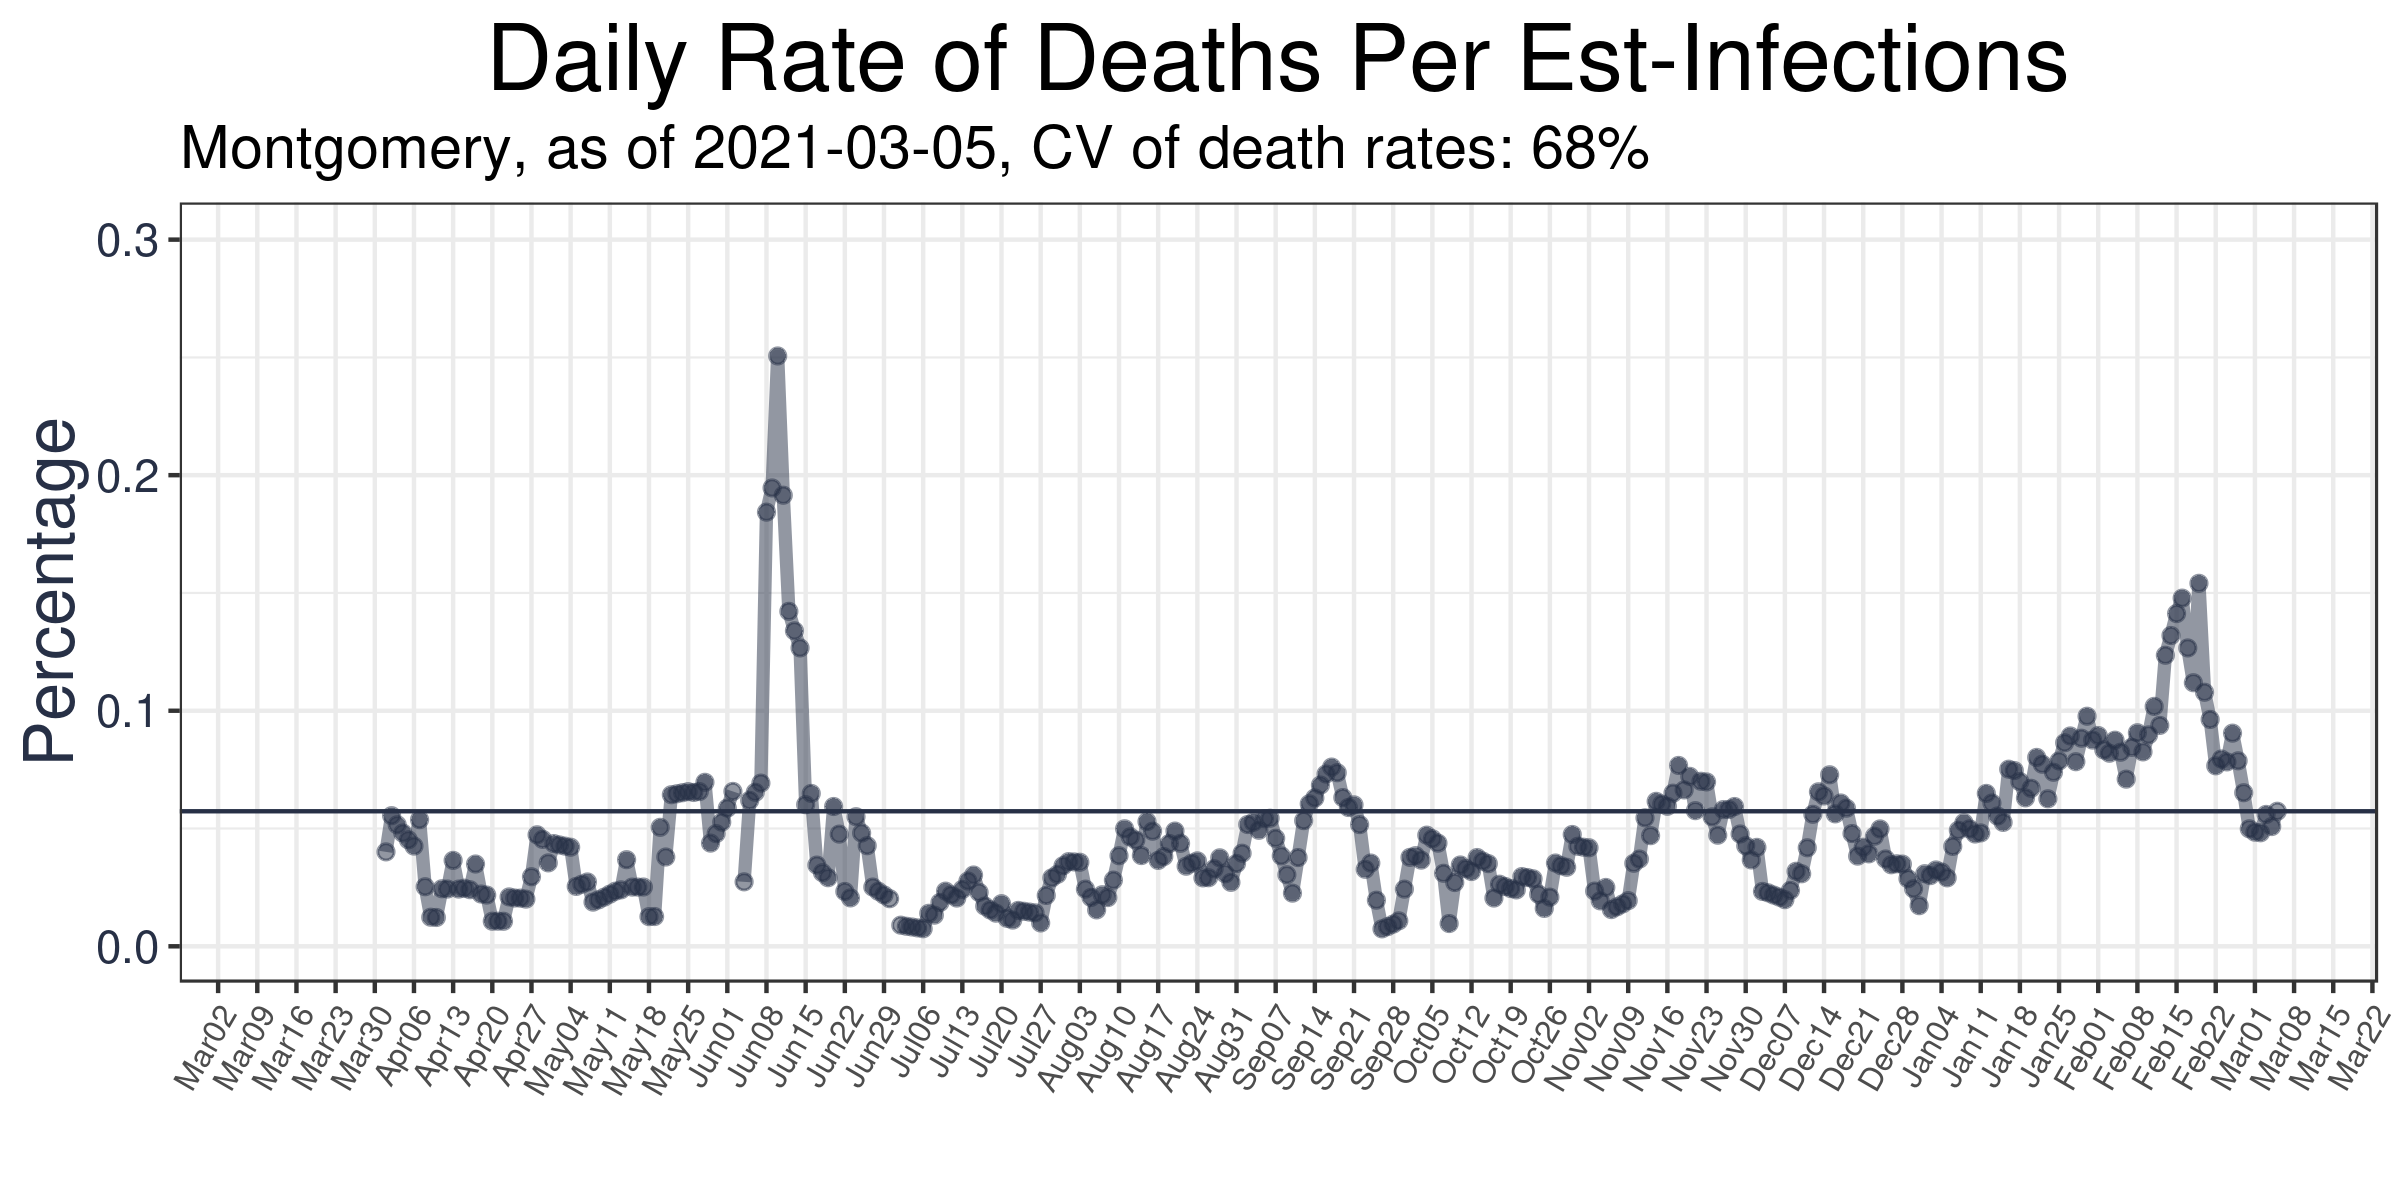 Daily Rate of Deaths Per Est-Infections
Montgomery, as of 2021-03-05, CV of death rates: 68%
Percentage
0.3
0.2
0.1
0.0
Mar02 Mar09 Mar16 Mar23 Mar30 Apr06 Apr13 Apr20 Apr27 May04 May11 May18 May25 Jun01 Jun08 Jun15 Jun22 Jun29 Jul06 Jul13 Jul20 Jul27 Aug03 Aug10 Aug17 Aug24 Aug31 Sep07 Sep14 Sep21 Sep28 Oct05 Oct12 Oct19 Oct26 Nov02 Nov09 Nov16 Nov23 Nov30 Dec07 Dec14 Dec21 Dec28 Jan04 Jan11 Jan18 Jan25 Feb01 Feb08 Feb15 Feb22 Mar01 Mar08 Mar15 Mar22